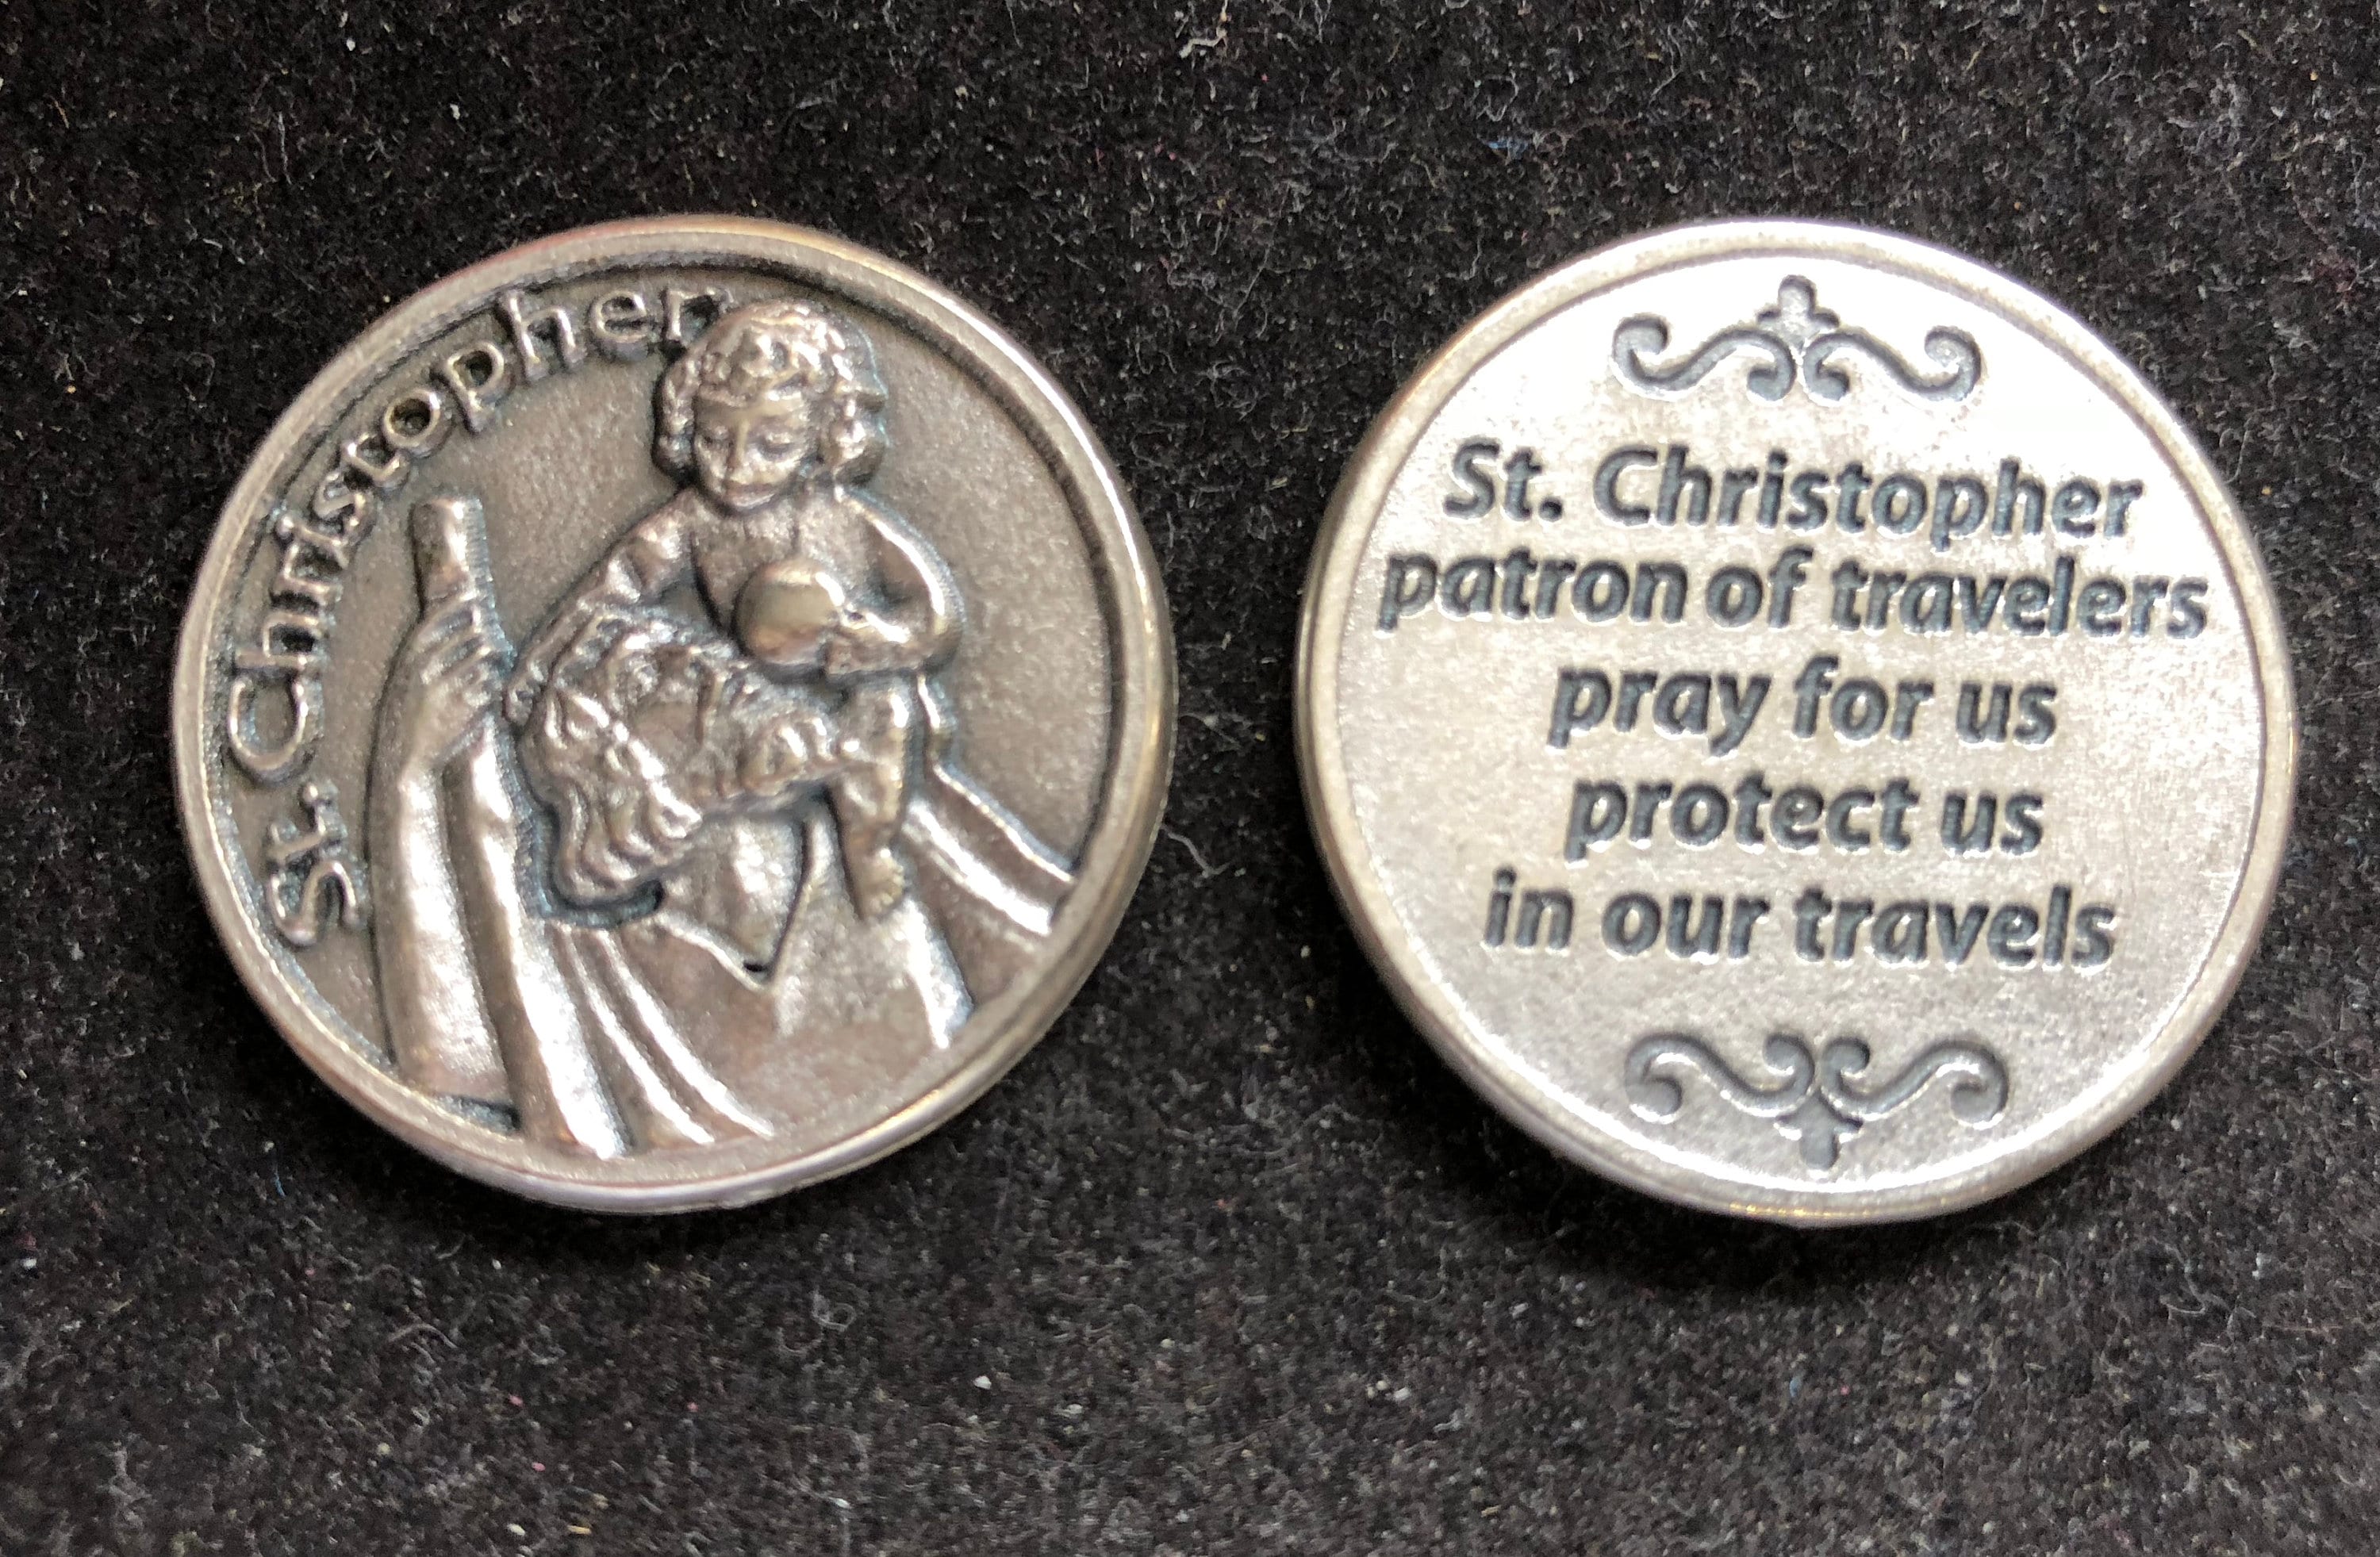 St. Christopher
St. Christopher
patron of travelers
pray for us
protect us
in our travels